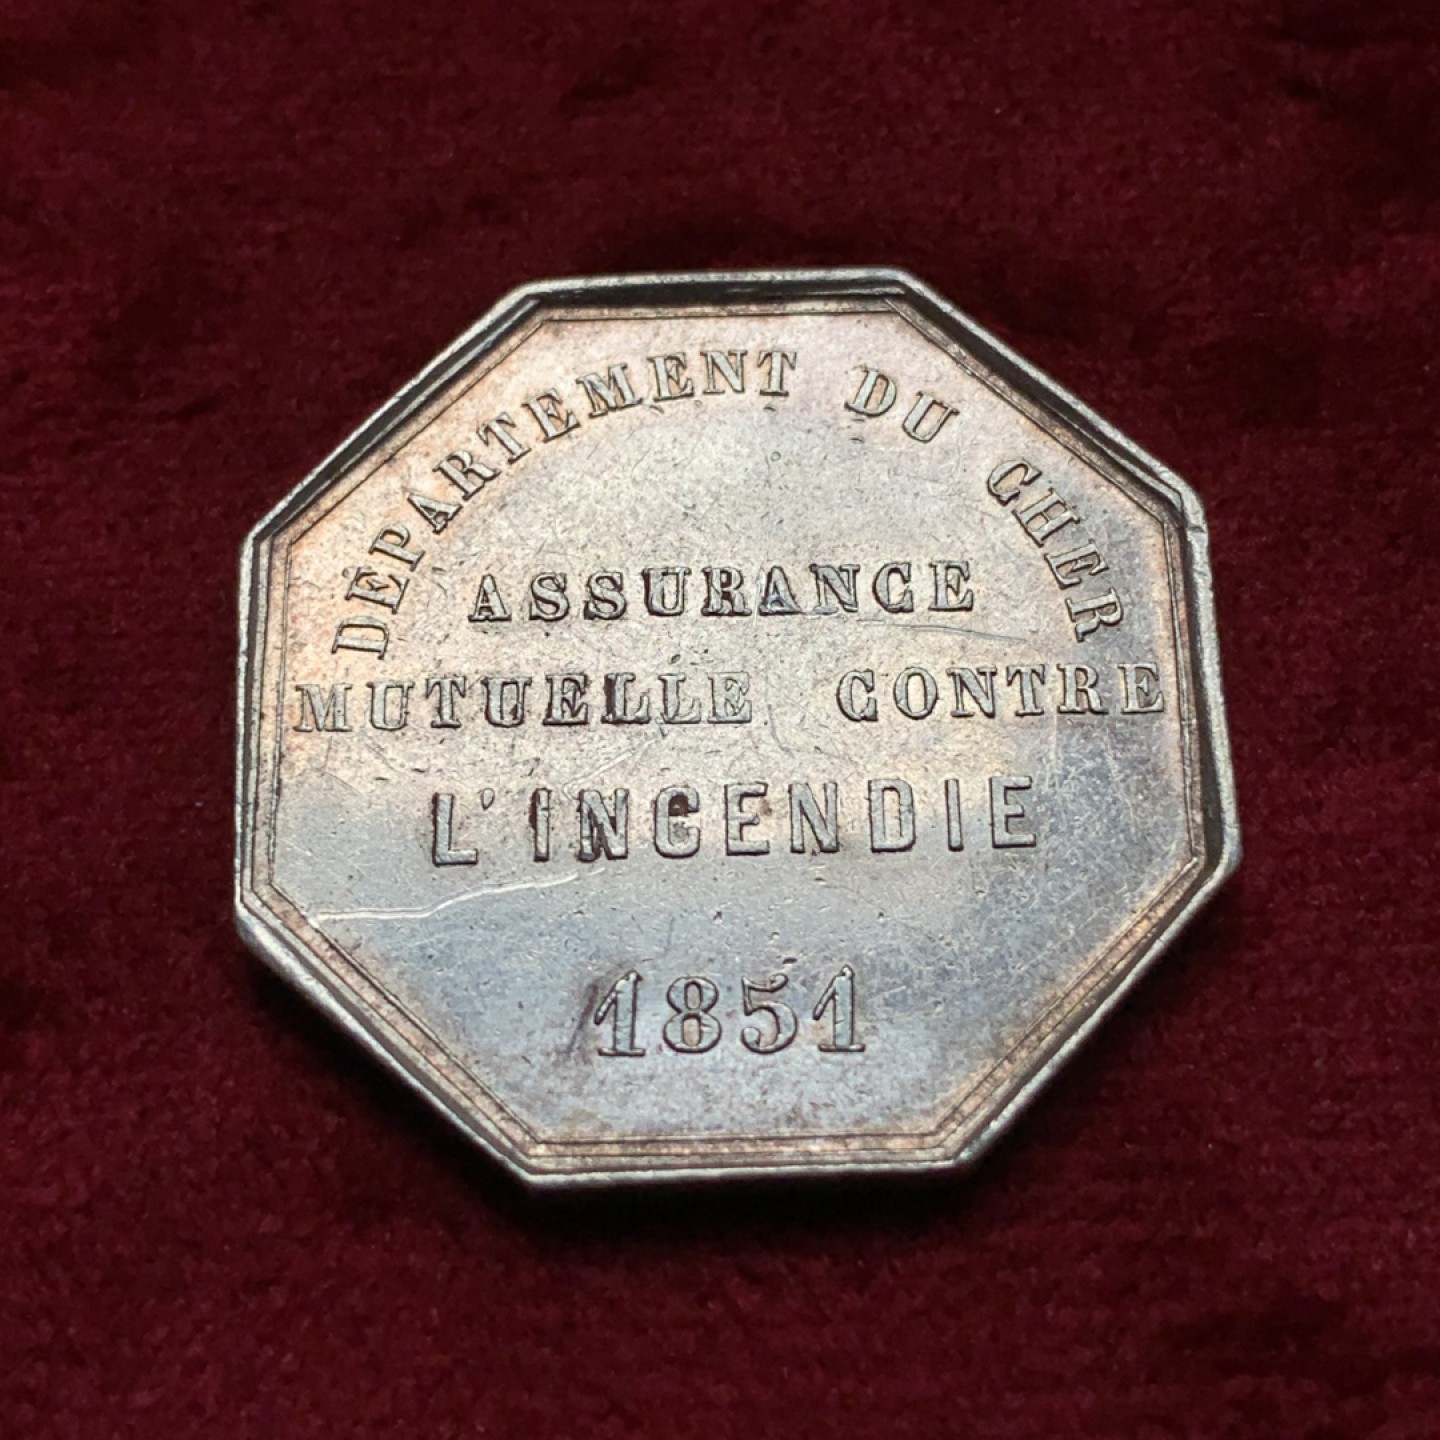 DÉPARTEMENT DU CHER
ASSURANCE
MUTUELLE CONTRE
L'INCENDIE
1851